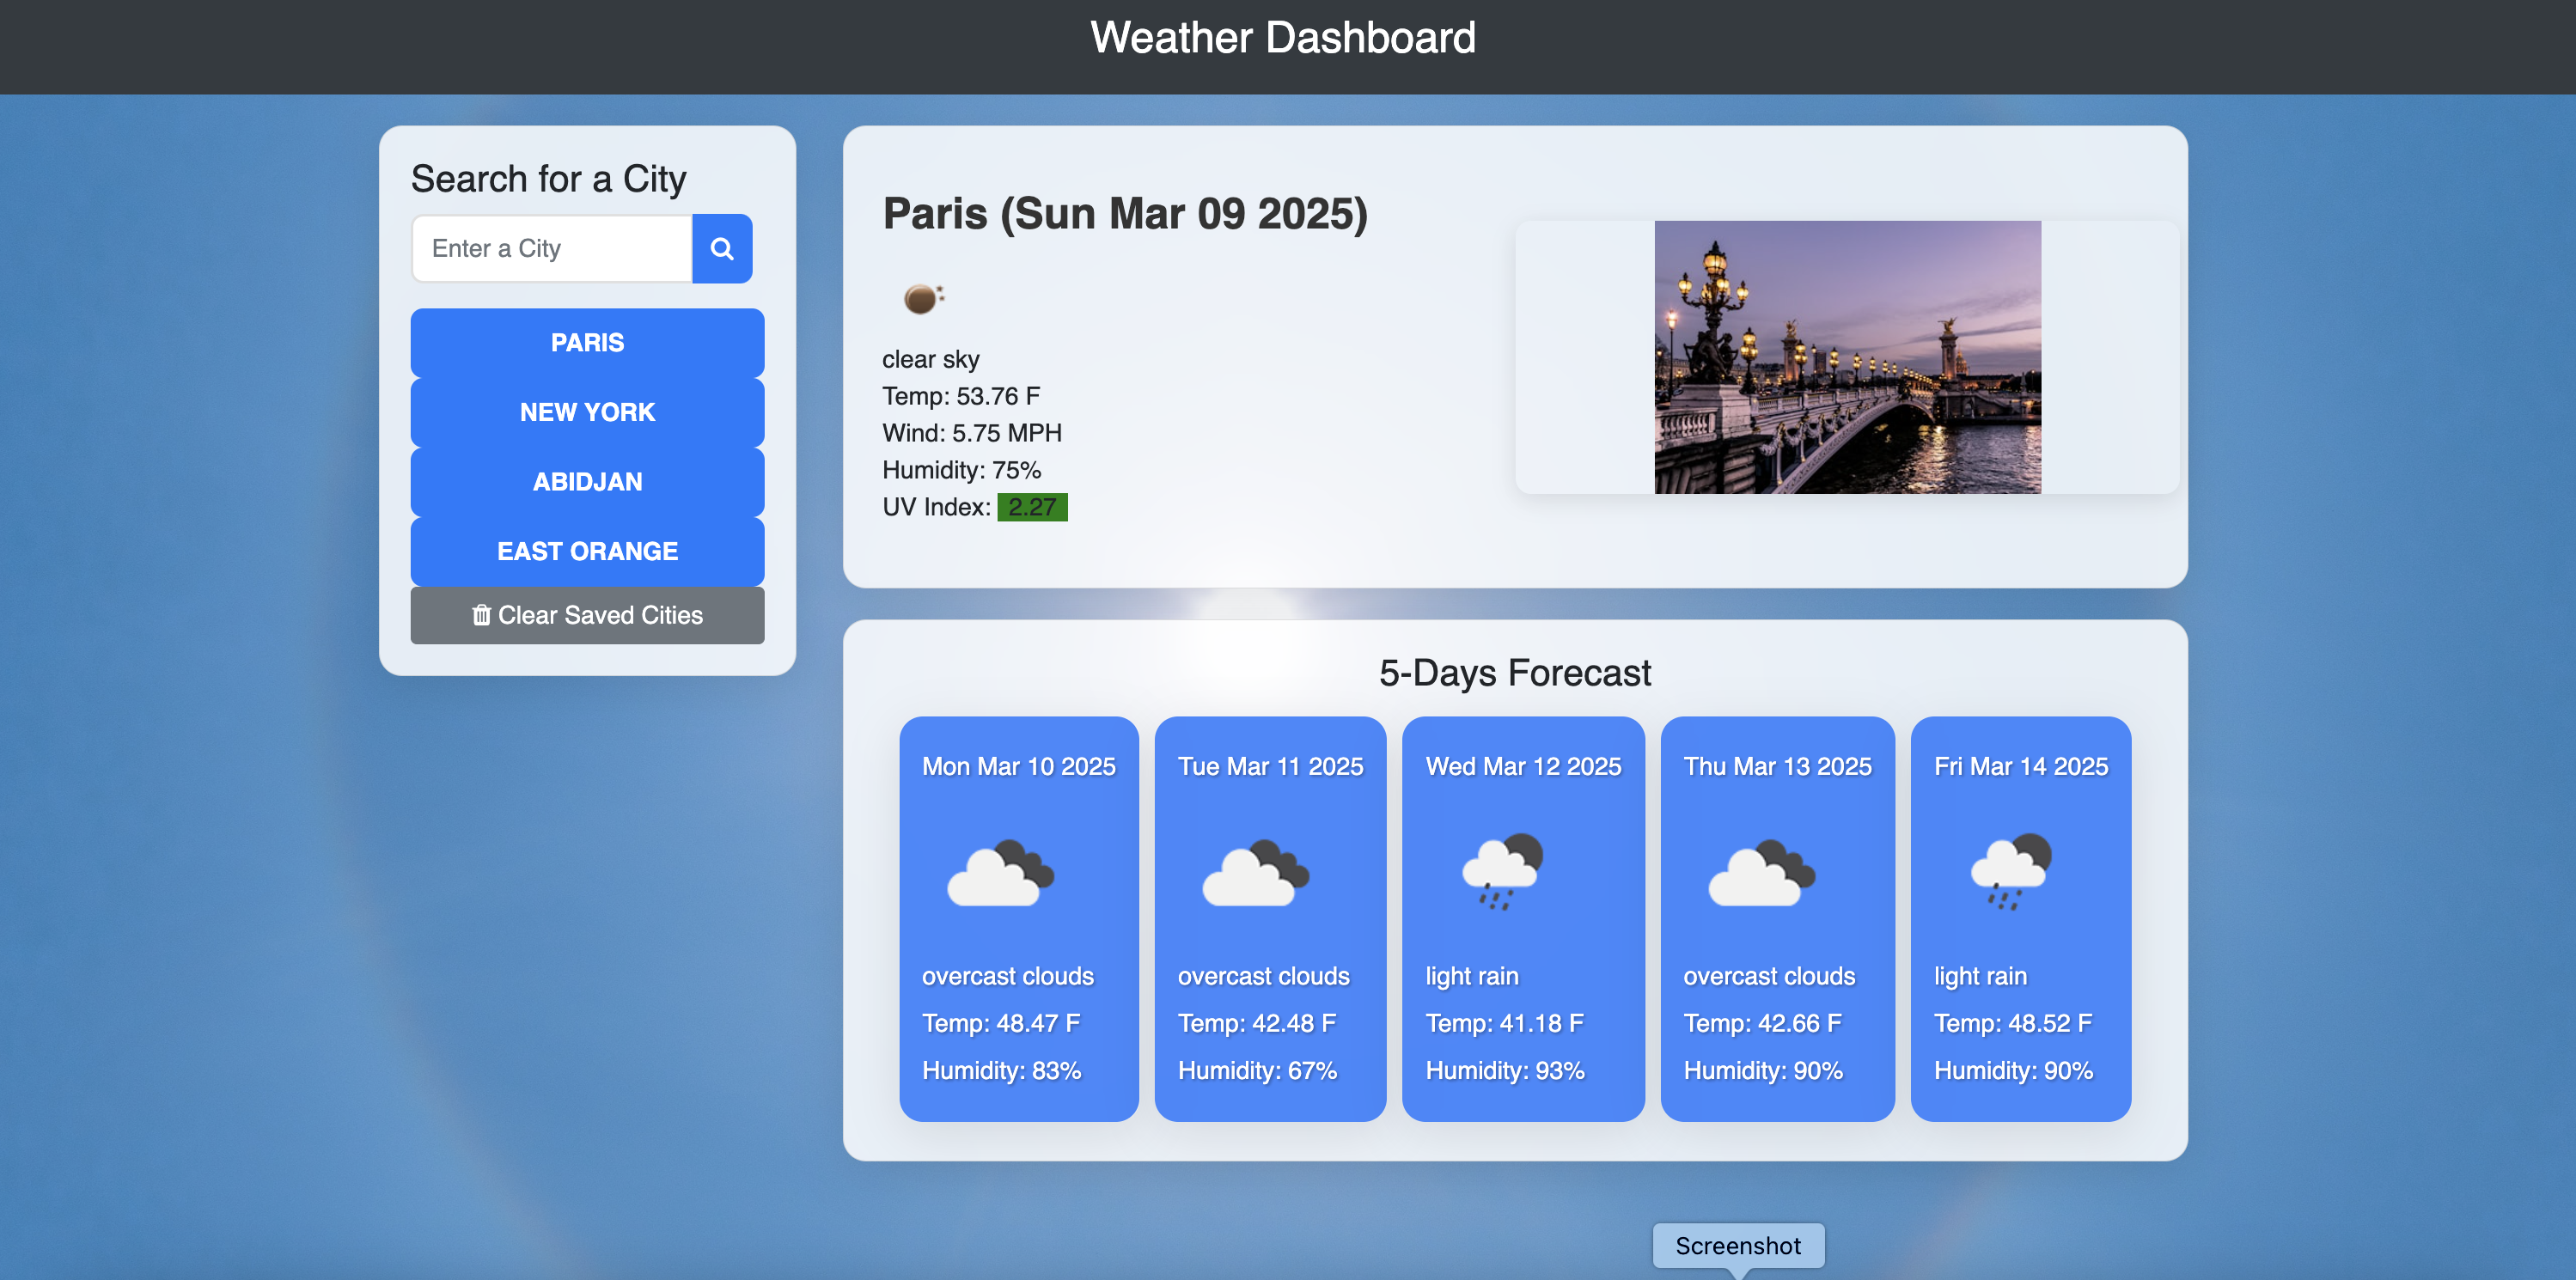 Weather Dashboard
Search for a City
Enter a City
PARIS
NEW YORK
ABIDJAN
EAST ORANGE
Clear Saved Cities
Paris (Sun Mar 09 2025)
clear sky
Temp: 53.76 F
Wind: 5.75 MPH
Humidity: 75%
UV Index: 2.27
5-Days Forecast
Mon Mar 10 2025
overcast clouds
Temp: 48.47 F
Humidity: 83%
Tue Mar 11 2025
overcast clouds
Temp: 42.48 F
Humidity: 67%
Wed Mar 12 2025
light rain
Temp: 41.18 F
Humidity: 93%
Thu Mar 13 2025
overcast clouds
Temp: 42.66 F
Humidity: 90%
Fri Mar 14 2025
light rain
Temp: 48.52 F
Humidity: 90%
Screenshot